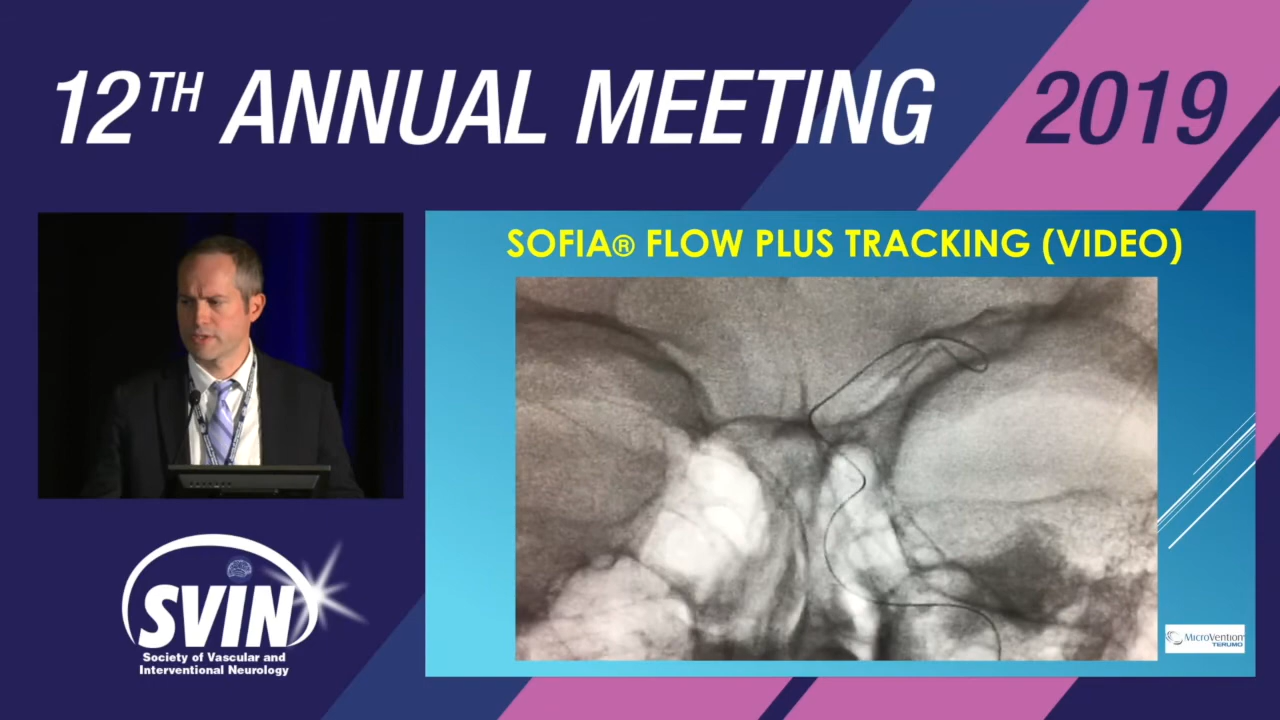 12TH ANNUAL MEETING 2019
SOFIA® FLOW PLUS TRACKING (VIDEO)
SVIN
Society of Vascular and
Interventional Neurology
MicroVention
TERUMO